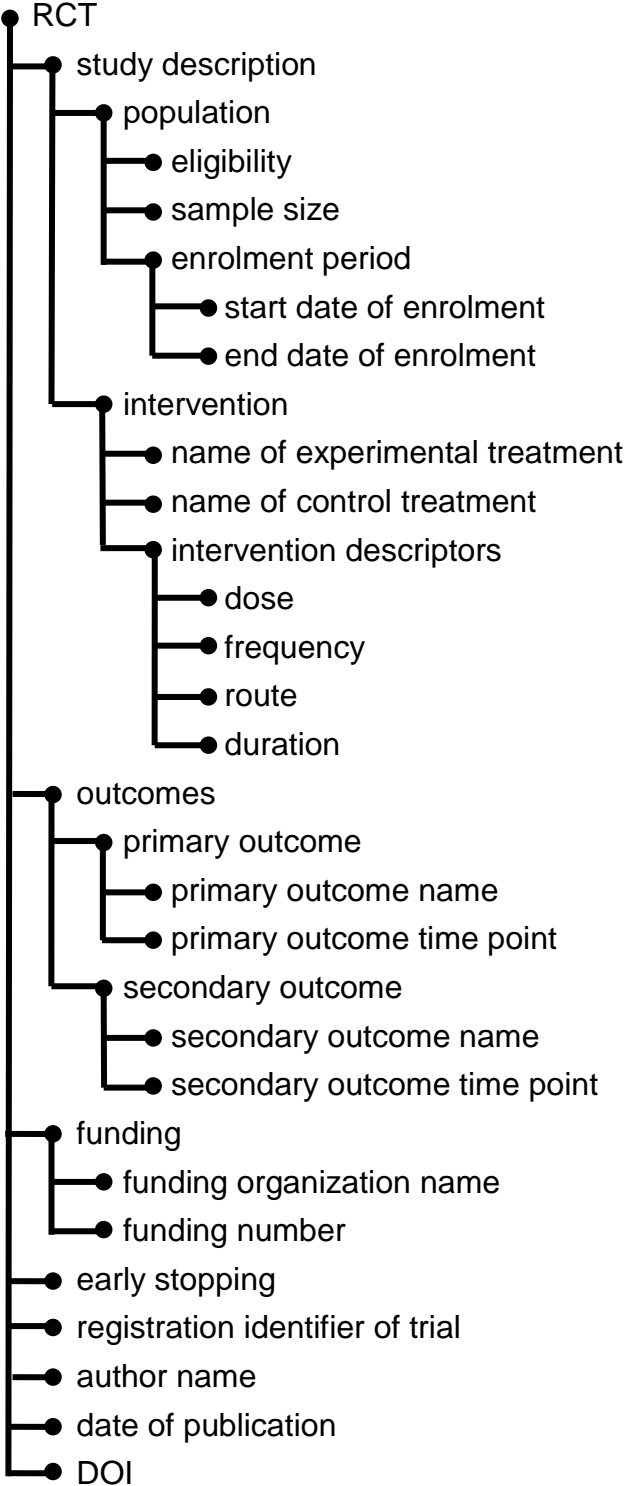 RCT
study description
population
eligibility
sample size
enrolment period
start date of enrolment
end date of enrolment
intervention
name of experimental treatment
name of control treatment
intervention descriptors
dose
frequency
route
duration
outcomes
primary outcome
primary outcome name
primary outcome time point
secondary outcome
secondary outcome name
secondary outcome time point
funding
funding organization name
funding number
early stopping
registration identifier of trial
author name
date of publication
DOI